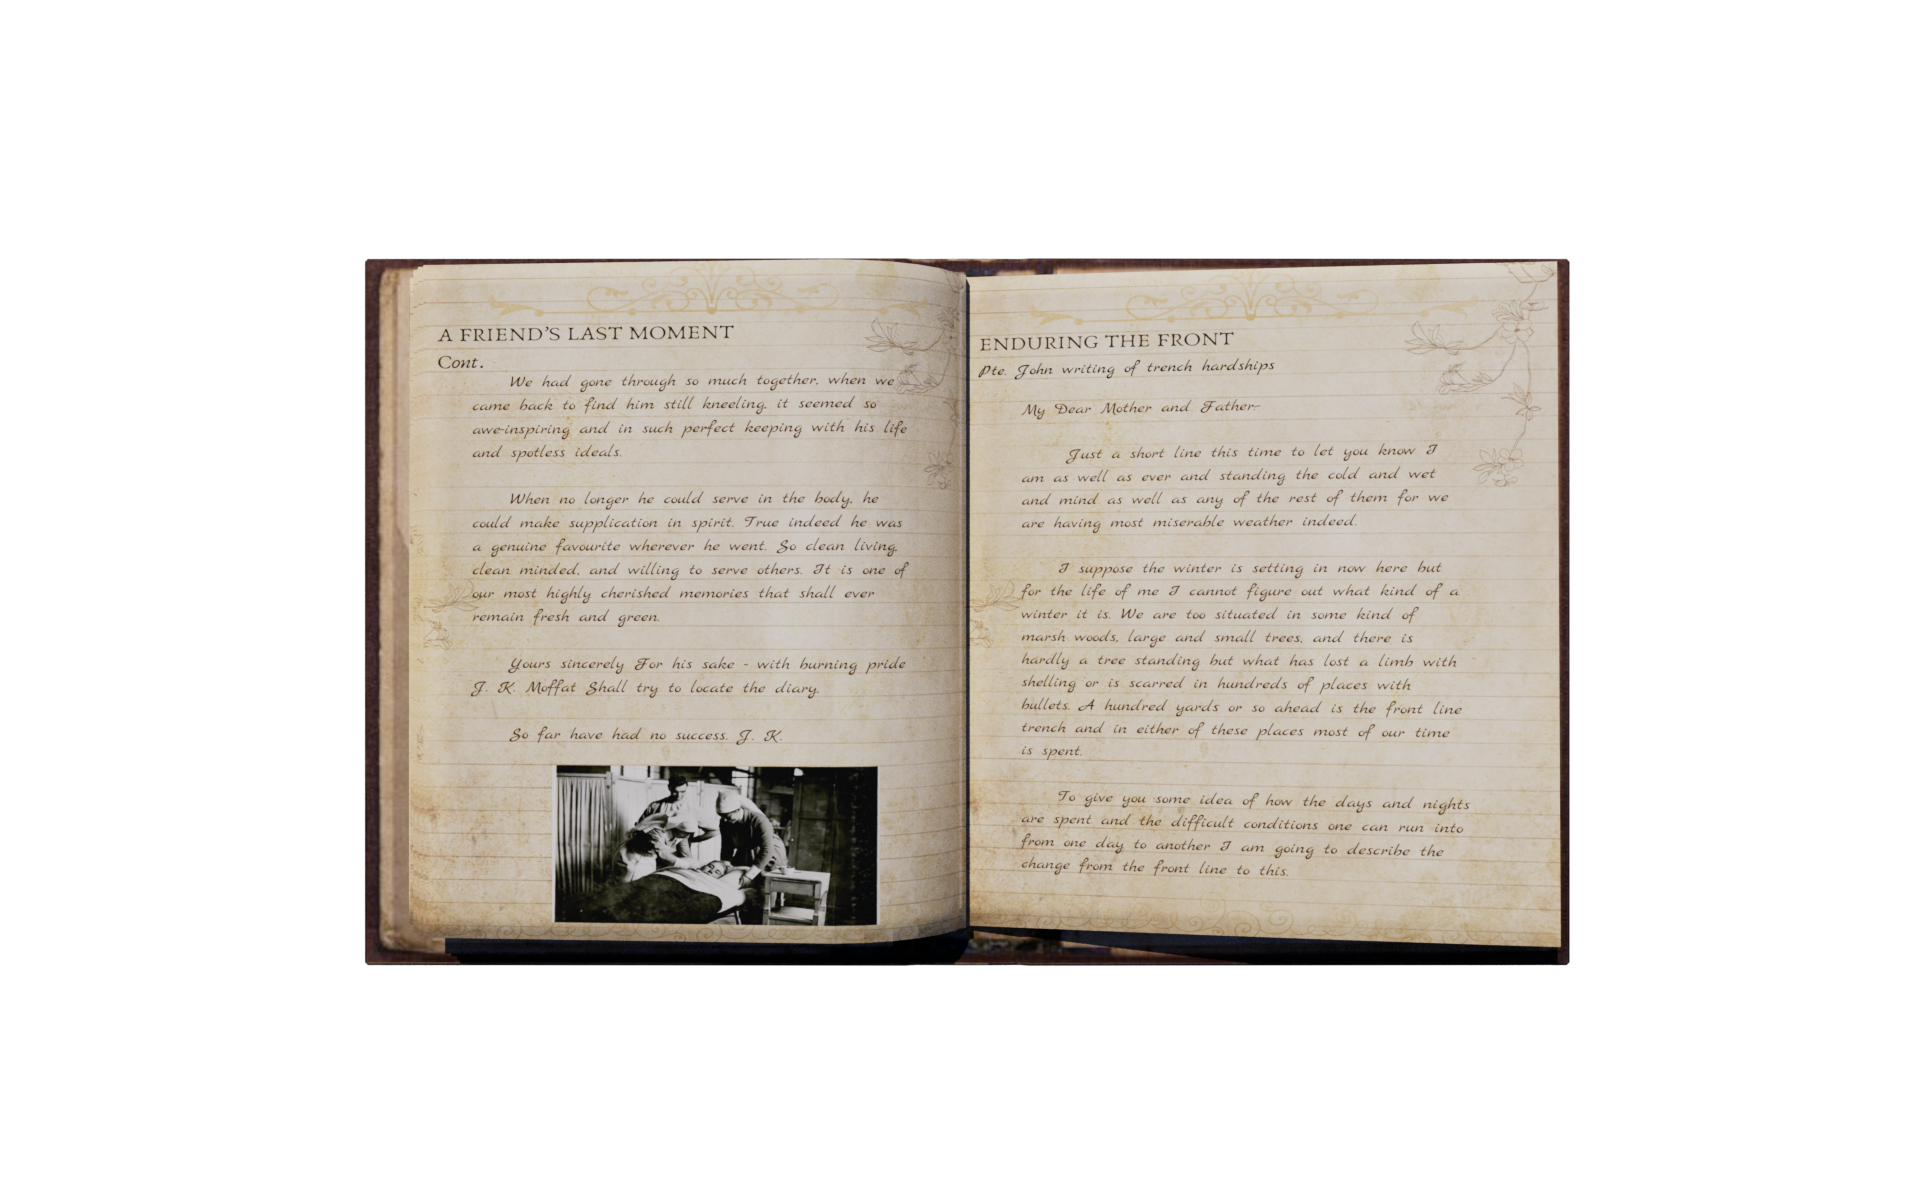 A FRIEND'S LAST MOMENT
Cont.
We had gone through so much together, when we
came back to find him still kneeling, it seemed so
awe-inspiring and in such perfect keeping with his life
and spotless ideals.
When no longer he could serve in the body, he
could make supplication in spirit. True indeed he was
a genuine favourite wherever he went. So clean living,
clean minded, and willing to serve others. It is one of
our most highly cherished memories that shall ever
remain fresh and green.
Yours sincerely For his sake - with burning pride
J. K. Moffat Shall try to locate the diary.
So far have had no success. J. K.
ENDURING THE FRONT
Pte. John writing of trench hardships
My Dear Mother and Father-
Just a short line this time to let you know I
am as well as ever and standing the cold and wet
and mind as well as any of the rest of them for we
are having most miserable weather indeed.
I suppose the winter is setting in now here but
for the life of me I cannot figure out what kind of a
winter it is. We are too situated in some kind of
marsh woods, large and small trees, and there is
hardly a tree standing but what has lost a limb with
shelling or is scarred in hundreds of places with
bullets. A hundred yards or so ahead is the front line
trench and in either of these places most of our time
is spent.
To give you some idea of how the days and nights
are spent and the difficult conditions one can run into
from one day to another I am going to describe the
change from the front line to this.